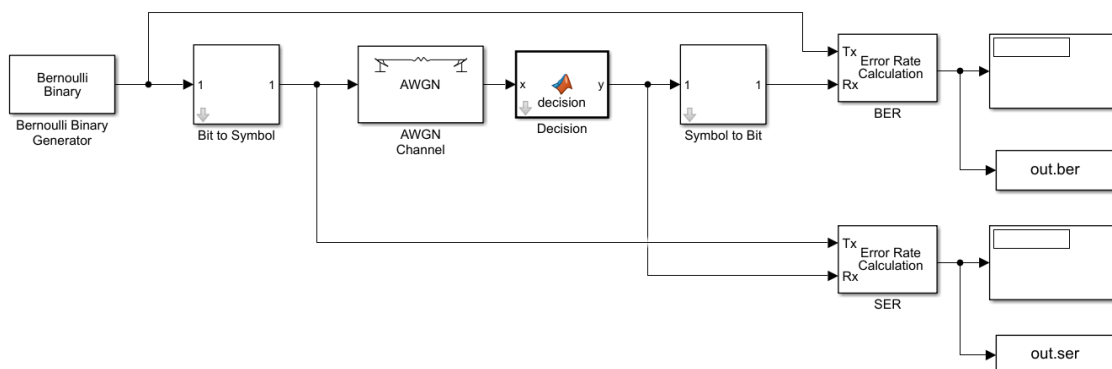 Bernoulli
Binary
Bernoulli Binary
Generator
1 1
Bit to Symbol
AWGN
AWGN
Channel
x decision y
Decision
1 1
Symbol to Bit
Tx
Rx
Error Rate
Calculation
BER
out.ber
Tx
Rx
Error Rate
Calculation
SER
out.ser